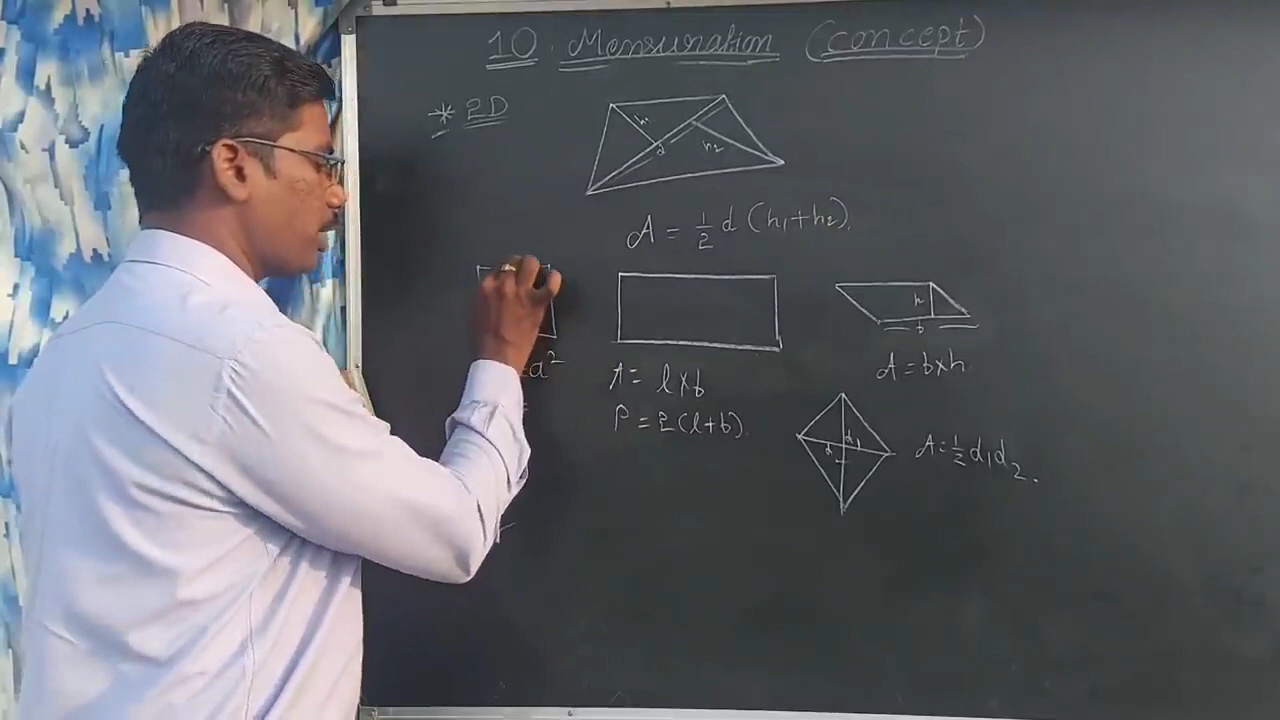 10. Mensuration (concept)
* 2D
h1
d
h2
A = 1/2 d (h1+h2).
h
b
a²
A = l×b
P = 2(l+b).
A = b×h.
d1
d
A = 1/2 d1d2.